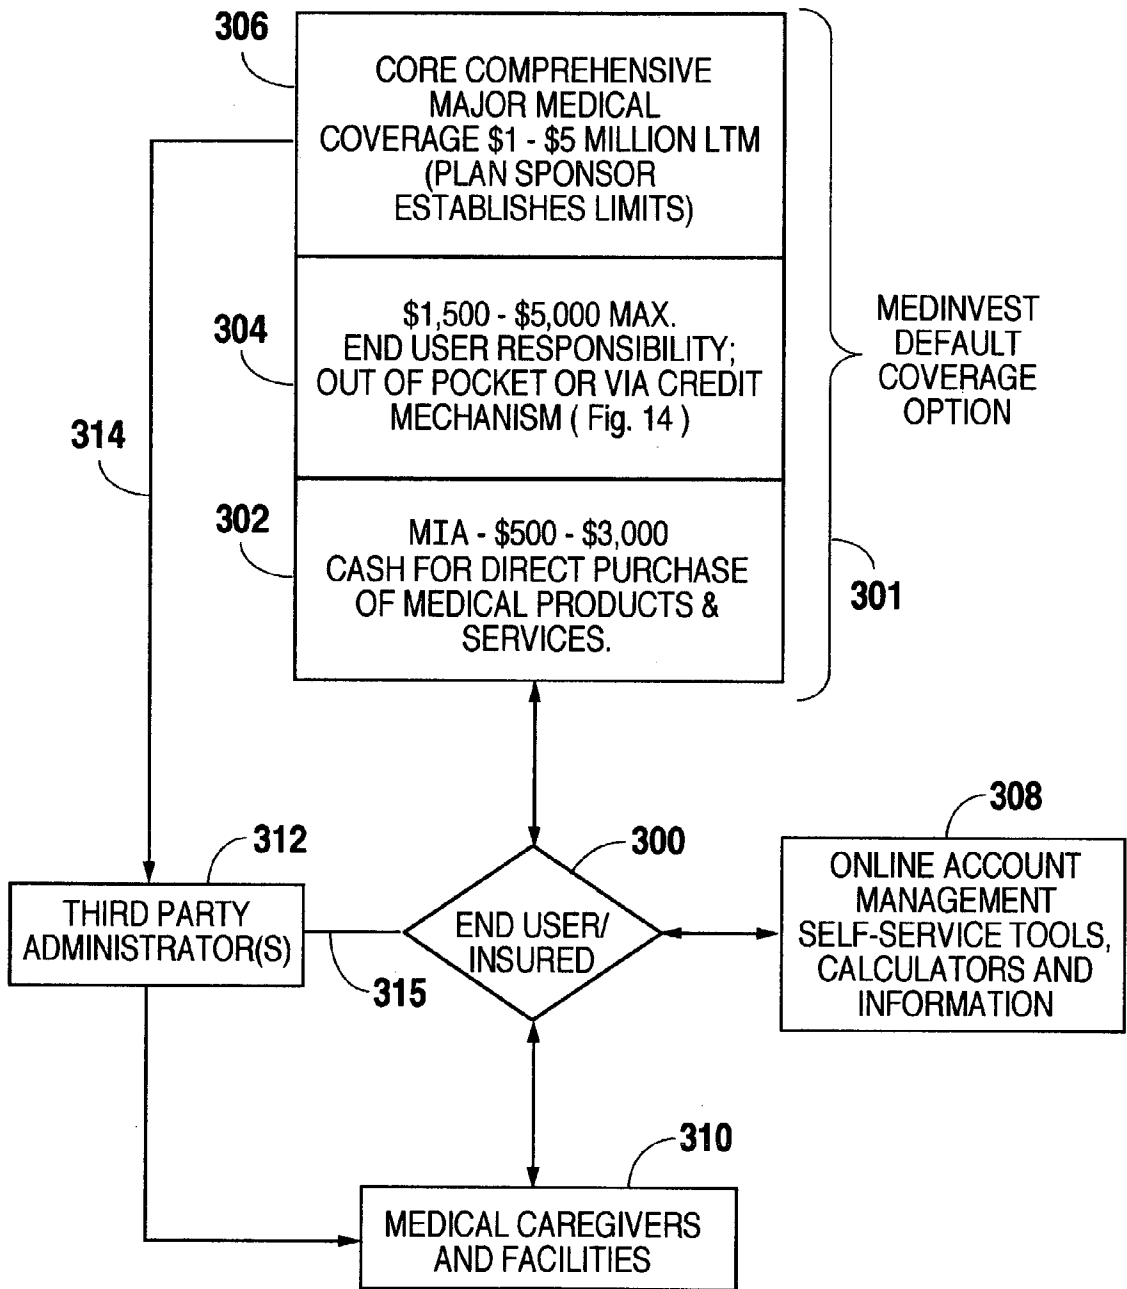 306
CORE COMPREHENSIVE
MAJOR MEDICAL
COVERAGE $1 - $5 MILLION LTM
(PLAN SPONSOR
ESTABLISHES LIMITS)
304
$1,500 - $5,000 MAX.
END USER RESPONSIBILITY;
OUT OF POCKET OR VIA CREDIT
MECHANISM ( Fig. 14 )
MEDINVEST
DEFAULT
COVERAGE
OPTION
314
302
MIA - $500 - $3,000
CASH FOR DIRECT PURCHASE
OF MEDICAL PRODUCTS &
SERVICES.
301
312
THIRD PARTY
ADMINISTRATOR(S)
315
300
END USER/
INSURED
308
ONLINE ACCOUNT
MANAGEMENT
SELF-SERVICE TOOLS,
CALCULATORS AND
INFORMATION
310
MEDICAL CAREGIVERS
AND FACILITIES